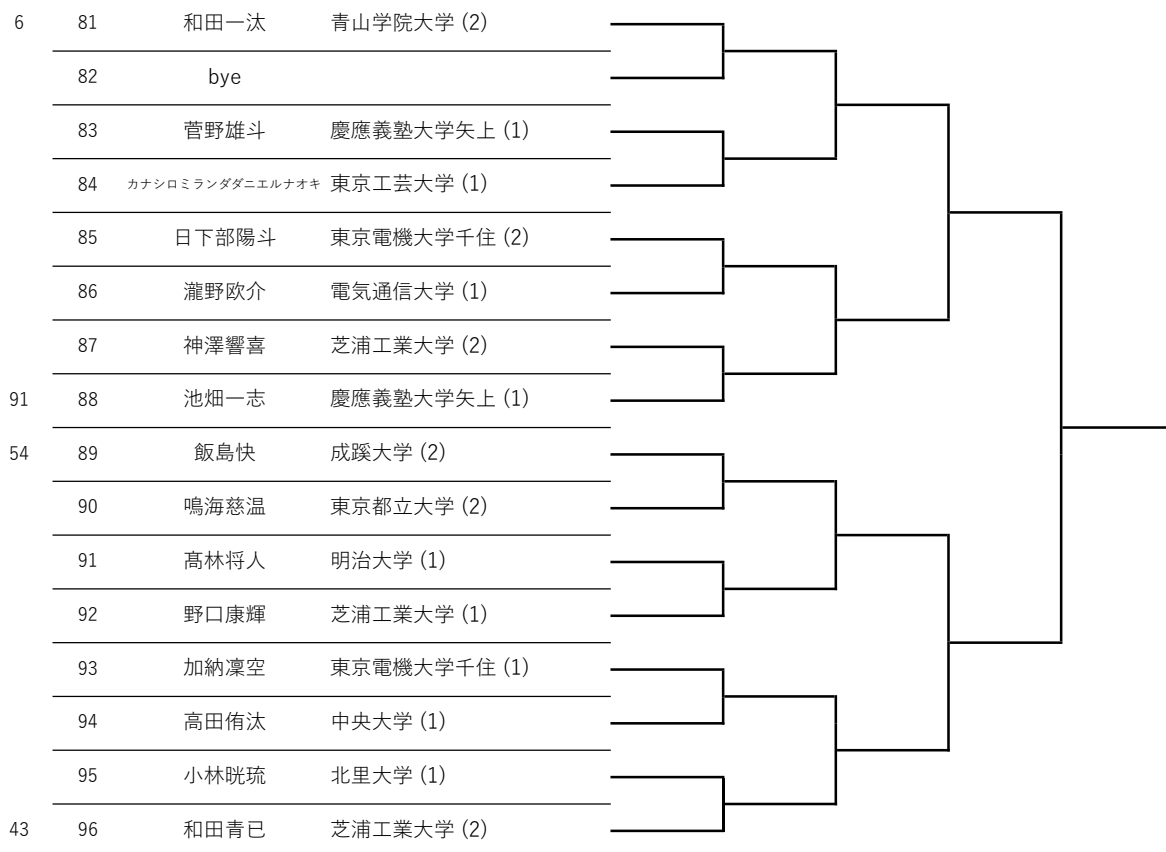 6 81 和田一汰 青山学院大学 (2)
82 bye
83 菅野雄斗 慶應義塾大学矢上 (1)
84 カナシロミランダダニエルナオキ 東京工芸大学 (1)
85 日下部陽斗 東京電機大学千住 (2)
86 瀧野欧介 電気通信大学 (1)
87 神澤響喜 芝浦工業大学 (2)
91 88 池畑一志 慶應義塾大学矢上 (1)
54 89 飯島快 成蹊大学 (2)
90 鳴海慈温 東京都立大学 (2)
91 髙林将人 明治大学 (1)
92 野口康輝 芝浦工業大学 (1)
93 加納凜空 東京電機大学千住 (1)
94 高田侑汰 中央大学 (1)
95 小林晄琉 北里大学 (1)
43 96 和田青已 芝浦工業大学 (2)